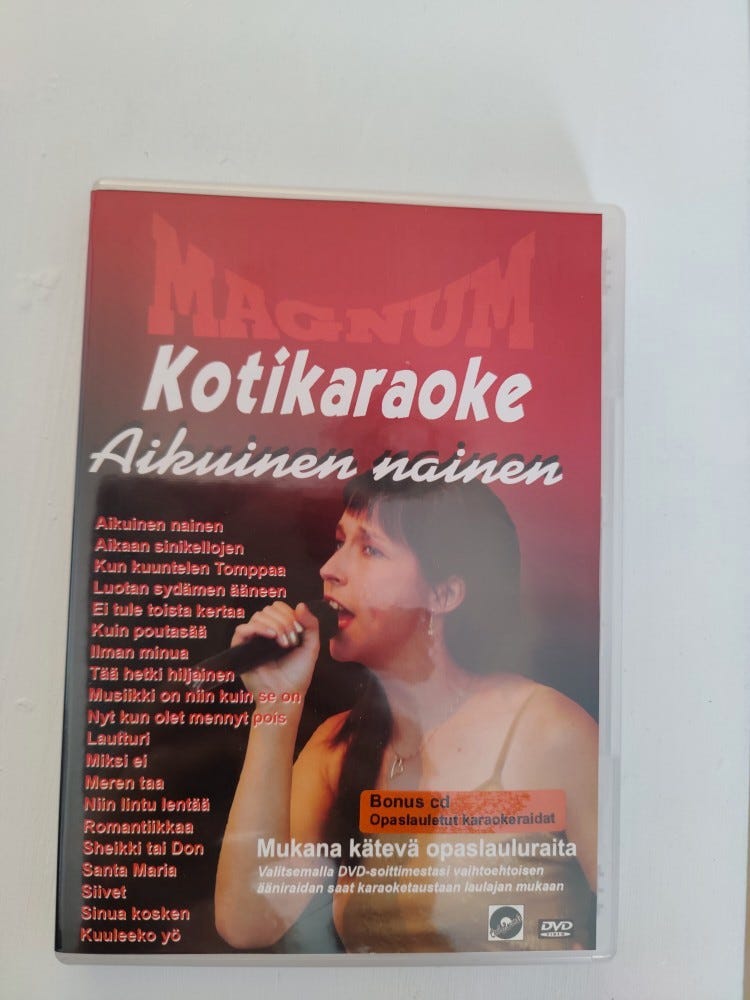 MAGNUM
Kotikaraoke
Aikuinen nainen
Aikuinen nainen
Aikaan sinikellojen
Kun kuuntelen Tomppaa
Luotan sydämen ääneen
Ei tule toista kertaa
Kuin poutasää
Ilman minua
Tää hetki hiljainen
Musiikki on niin kuin se on
Nyt kun olet mennyt pois
Lautturi
Miksi ei
Meren taa
Niin lintu lentää
Romantiikkaa
Sheikki tai Don
Santa Maria
Siivet
Sinua kosken
Kuuleeko yö
Bonus cd
Opaslauletut karaokeraidat
Mukana kätevä opaslauluraita
Valitsemalla DVD-soittimestasi vaihtoehtoisen
ääniraidan saat karaoketaustaan laulajan mukaan
DVD
VIDEO